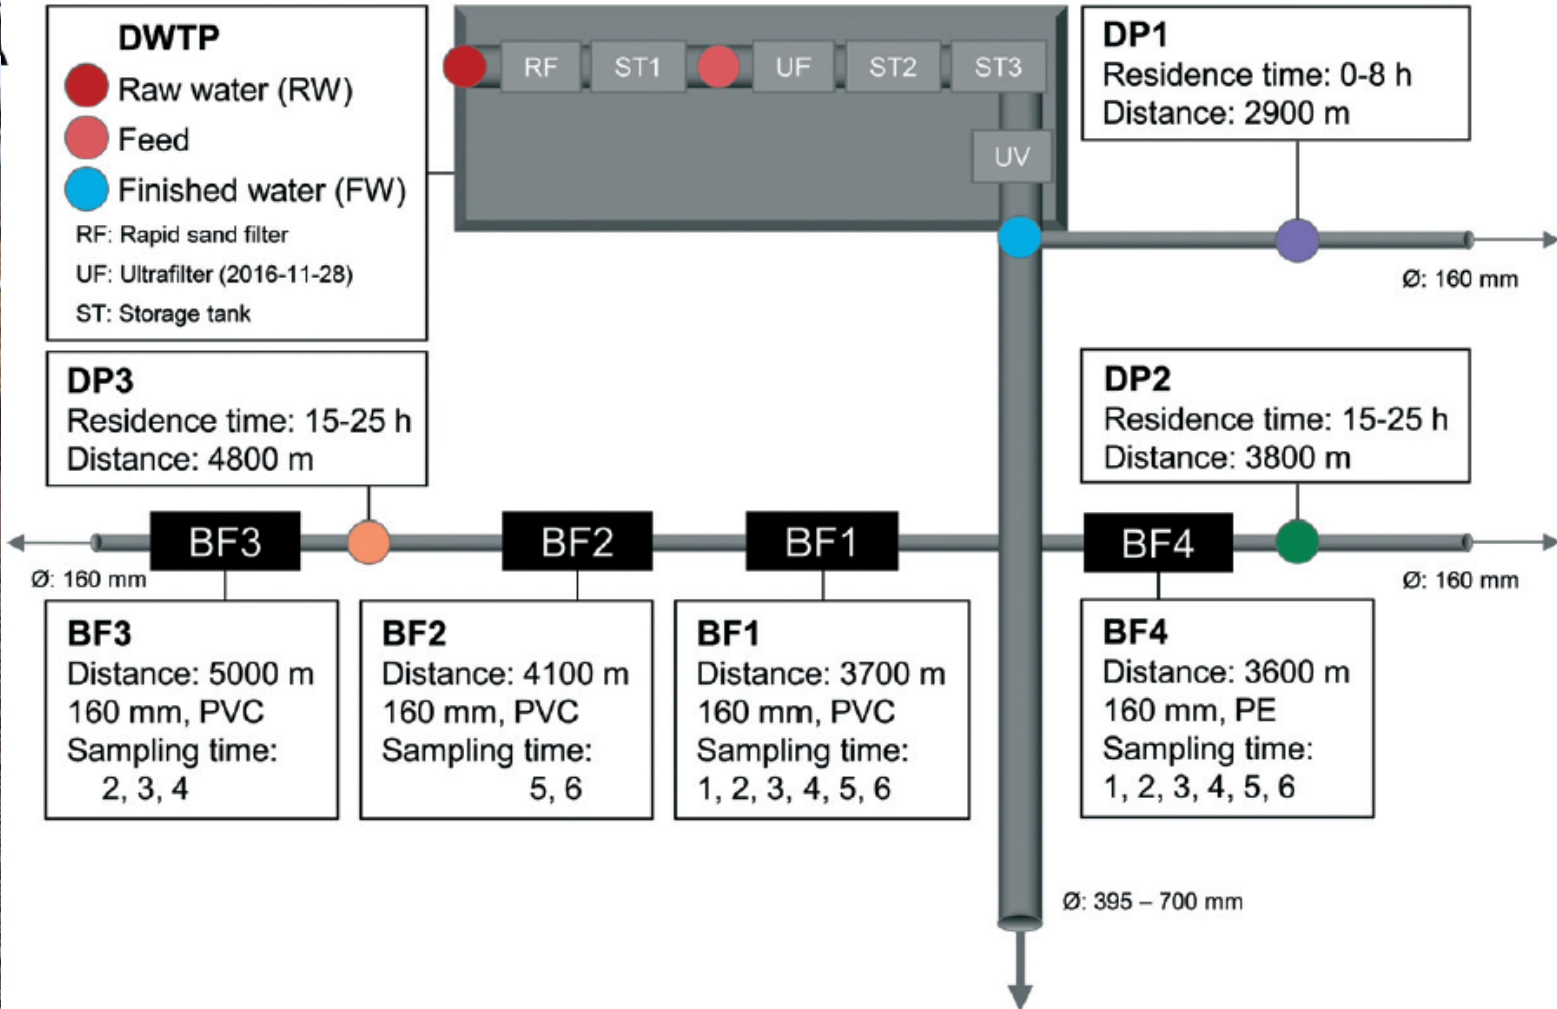 DWTP
Raw water (RW)
Feed
Finished water (FW)
RF: Rapid sand filter
UF: Ultrafilter (2016-11-28)
ST: Storage tank
RF
ST1
UF
ST2
ST3
UV
DP1
Residence time: 0-8 h
Distance: 2900 m
Ø: 160 mm
DP3
Residence time: 15-25 h
Distance: 4800 m
DP2
Residence time: 15-25 h
Distance: 3800 m
BF3
BF2
BF1
BF4
Ø: 160 mm
Ø: 160 mm
BF3
Distance: 5000 m
160 mm, PVC
Sampling time:
2, 3, 4
BF2
Distance: 4100 m
160 mm, PVC
Sampling time:
5, 6
BF1
Distance: 3700 m
160 mm, PVC
Sampling time:
1, 2, 3, 4, 5, 6
BF4
Distance: 3600 m
160 mm, PE
Sampling time:
1, 2, 3, 4, 5, 6
Ø: 395 – 700 mm